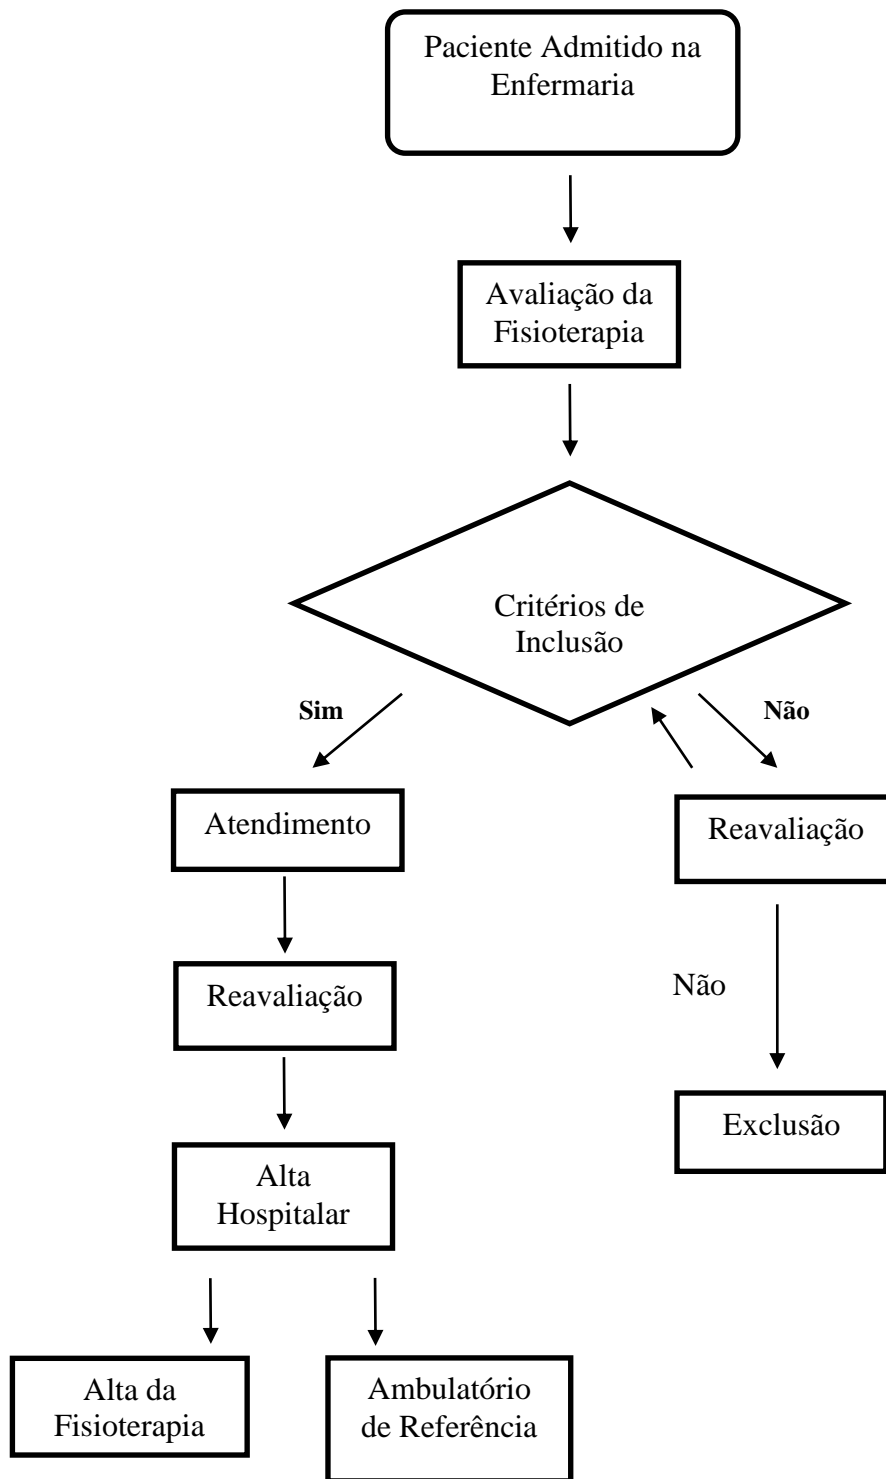 Paciente Admitido na
Enfermaria
Avaliação da
Fisioterapia
Critérios de
Inclusão
Sim
Não
Atendimento
Reavaliação
Reavaliação
Não
Exclusão
Alta
Hospitalar
Alta da
Fisioterapia
Ambulatório
de Referência